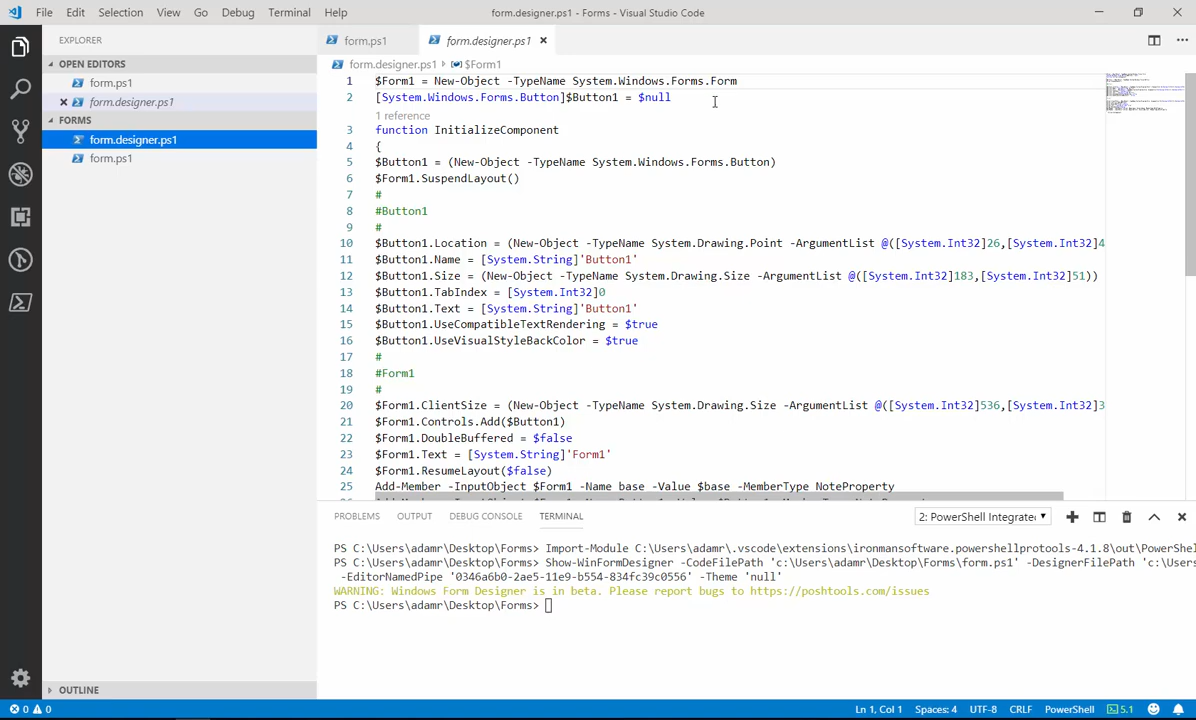 File Edit Selection View Go Debug Terminal Help form.designer.ps1 - Forms - Visual Studio Code
EXPLORER
OPEN EDITORS
form.ps1
form.designer.ps1
FORMS
form.designer.ps1
form.ps1
OUTLINE
form.ps1 form.designer.ps1
form.designer.ps1 $Form1
1 $Form1 = New-Object -TypeName System.Windows.Forms.Form
2 [System.Windows.Forms.Button]$Button1 = $null
1 reference
3 function InitializeComponent
4 {
5 $Button1 = (New-Object -TypeName System.Windows.Forms.Button)
6 $Form1.SuspendLayout()
7 #
8 #Button1
9 #
10 $Button1.Location = (New-Object -TypeName System.Drawing.Point -ArgumentList @([System.Int32]26,[System.Int32]4
11 $Button1.Name = [System.String]'Button1'
12 $Button1.Size = (New-Object -TypeName System.Drawing.Size -ArgumentList @([System.Int32]183,[System.Int32]51))
13 $Button1.TabIndex = [System.Int32]0
14 $Button1.Text = [System.String]'Button1'
15 $Button1.UseCompatibleTextRendering = $true
16 $Button1.UseVisualStyleBackColor = $true
17 #
18 #Form1
19 #
20 $Form1.ClientSize = (New-Object -TypeName System.Drawing.Size -ArgumentList @([System.Int32]536,[System.Int32]3
21 $Form1.Controls.Add($Button1)
22 $Form1.DoubleBuffered = $false
23 $Form1.Text = [System.String]'Form1'
24 $Form1.ResumeLayout($false)
25 Add-Member -InputObject $Form1 -Name base -Value $base -MemberType NoteProperty
PROBLEMS OUTPUT DEBUG CONSOLE TERMINAL 2: PowerShell Integrate
PS C:\Users\adamr\Desktop\Forms> Import-Module C:\Users\adamr\.vscode\extensions\ironmansoftware.powershellprotools-4.1.8\out\PowerShe
PS C:\Users\adamr\Desktop\Forms> Show-WinFormDesigner -CodeFilePath 'c:\Users\adamr\Desktop\Forms\form.ps1' -DesignerFilePath 'c:\Users
-EditorNamedPipe '0346a6b0-2ae5-11e9-b554-834fc39c0556' -Theme 'null'
WARNING: Windows Form Designer is in beta. Please report bugs to https://poshtools.com/issues
PS C:\Users\adamr\Desktop\Forms>
0 0 Ln 1, Col 1 Spaces: 4 UTF-8 CRLF PowerShell 5.1